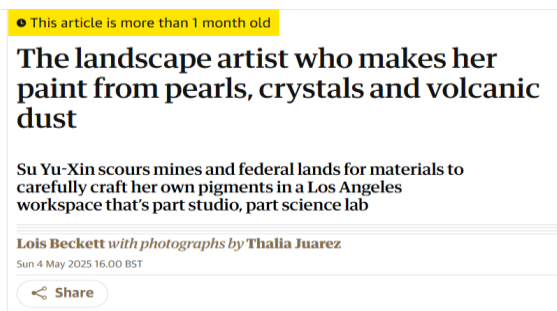 This article is more than 1 month old
The landscape artist who makes her
paint from pearls, crystals and volcanic
dust
Su Yu-Xin scours mines and federal lands for materials to
carefully craft her own pigments in a Los Angeles
workspace that’s part studio, part science lab
Lois Beckett with photographs by Thalia Juarez
Sun 4 May 2025 16.00 BST
Share